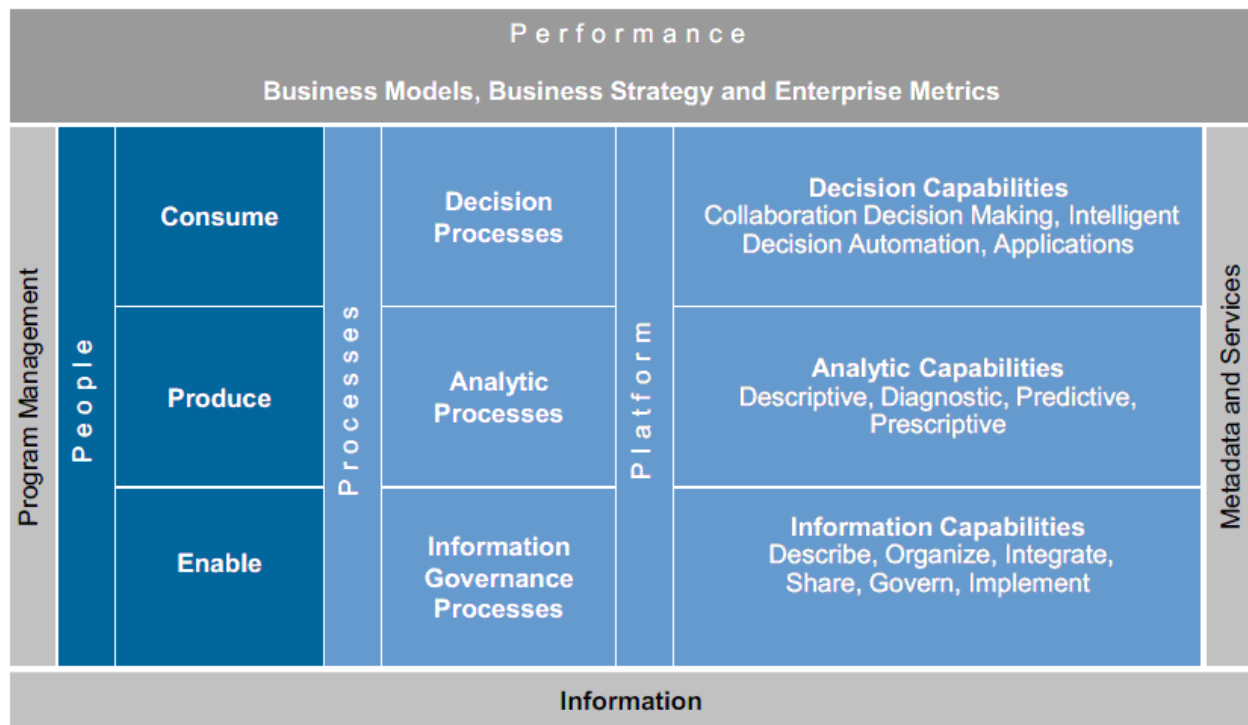 Performance
Business Models, Business Strategy and Enterprise Metrics
Program Management
People
Consume
Produce
Enable
Processes
Decision
Processes
Analytic
Processes
Information
Governance
Processes
Platform
Decision Capabilities
Collaboration Decision Making, Intelligent
Decision Automation, Applications
Analytic Capabilities
Descriptive, Diagnostic, Predictive,
Prescriptive
Information Capabilities
Describe, Organize, Integrate,
Share, Govern, Implement
Metadata and Services
Information